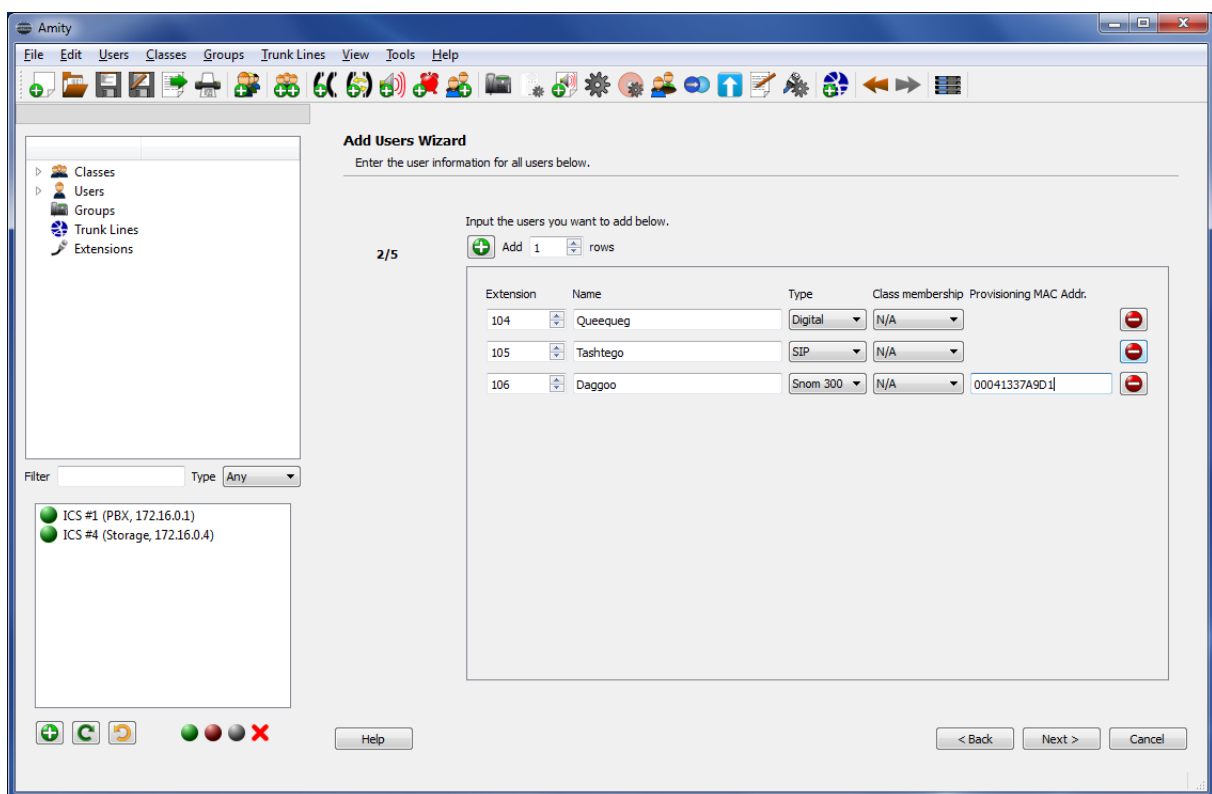 Amity
File Edit Users Classes Groups Trunk Lines View Tools Help
Add Users Wizard
Enter the user information for all users below.
Classes
Users
Groups
Trunk Lines
Extensions
Input the users you want to add below.
2/5
Add 1 rows
Extension Name Type Class membership Provisioning MAC Addr.
104 Queequeg Digital N/A
105 Tashtego SIP N/A
106 Daggoo Snom 300 N/A 00041337A9D1
Filter Type Any
ICS #1 (PBX, 172.16.0.1)
ICS #4 (Storage, 172.16.0.4)
Help < Back Next > Cancel